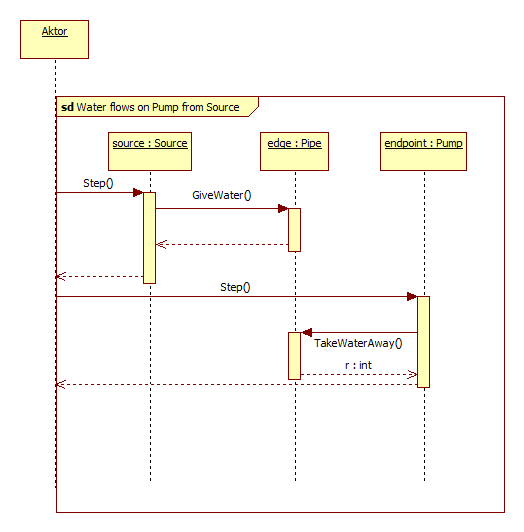 Aktor
sd Water flows on Pump from Source
source : Source
edge : Pipe
endpoint : Pump
Step()
GiveWater()
Step()
TakeWaterAway()
r : int